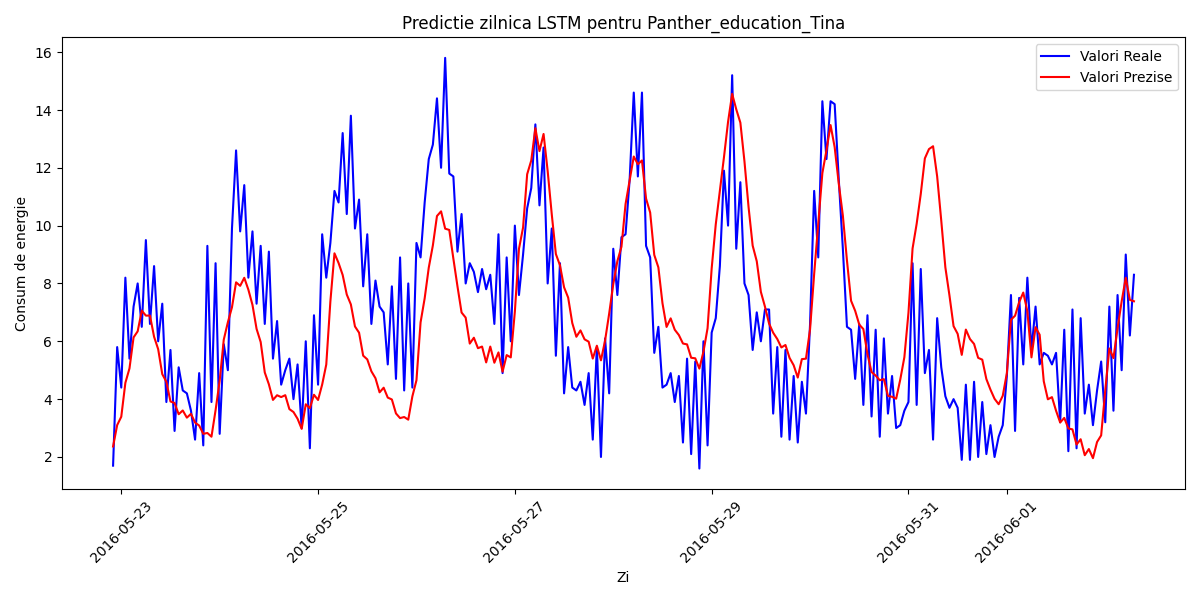 Predictie zilnica LSTM pentru Panther_education_Tina
Valori Reale
Valori Prezise
Consum de energie
16
14
12
10
8
6
4
2
2016-05-23
2016-05-25
2016-05-27
2016-05-29
2016-05-31
2016-06-01
Zi